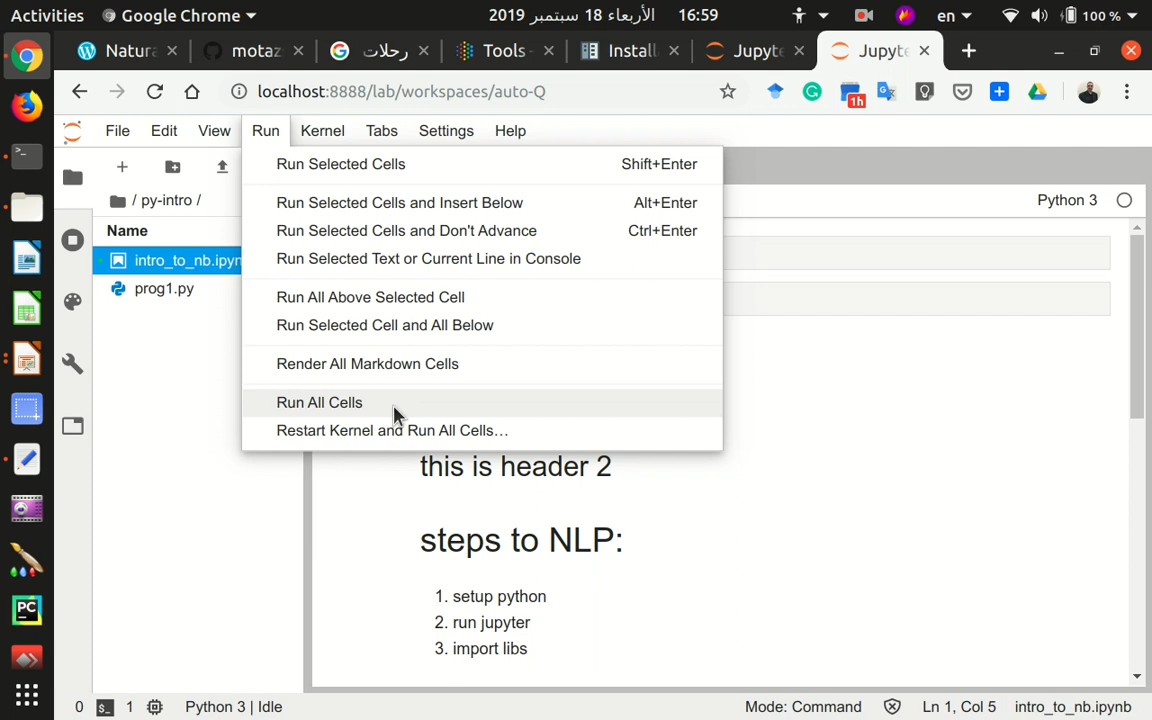 Activities Google Chrome الأربعاء 18 سبتمبر 2019 16:59 en 100 %
Natura motaz رحلات Tools Install Jupyte Jupyte
localhost:8888/lab/workspaces/auto-Q 1h
File Edit View Run Kernel Tabs Settings Help
Run Selected Cells Shift+Enter
/ py-intro / Run Selected Cells and Insert Below Alt+Enter Python 3
Name Run Selected Cells and Don't Advance Ctrl+Enter
intro_to_nb.ipyn Run Selected Text or Current Line in Console
prog1.py Run All Above Selected Cell
Run Selected Cell and All Below
Render All Markdown Cells
Run All Cells
Restart Kernel and Run All Cells…
this is header 2
steps to NLP:
1. setup python
2. run jupyter
3. import libs
PC
0 1 Python 3 | Idle Mode: Command Ln 1, Col 5 intro_to_nb.ipynb